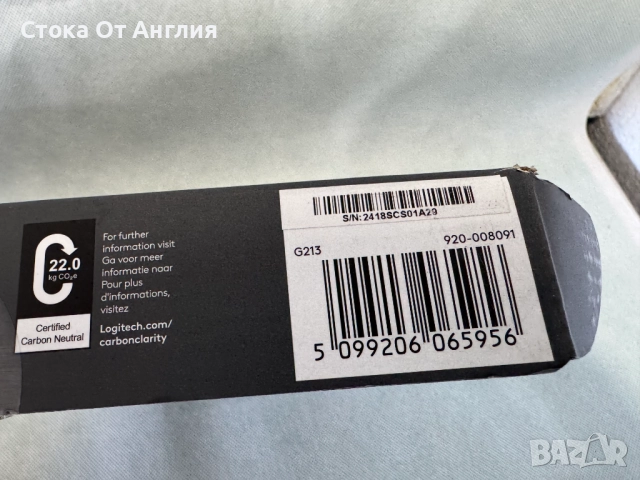 Стока От Англия
22.0
kg CO₂e
Certified
Carbon Neutral
For further
information visit
Ga voor meer
informatie naar
Pour plus
d'informations,
visitez
Logitech.com/
carbonclarity
S/N:2418SCS01A29
G213 920-008091
5 099206 065956
BAZAR